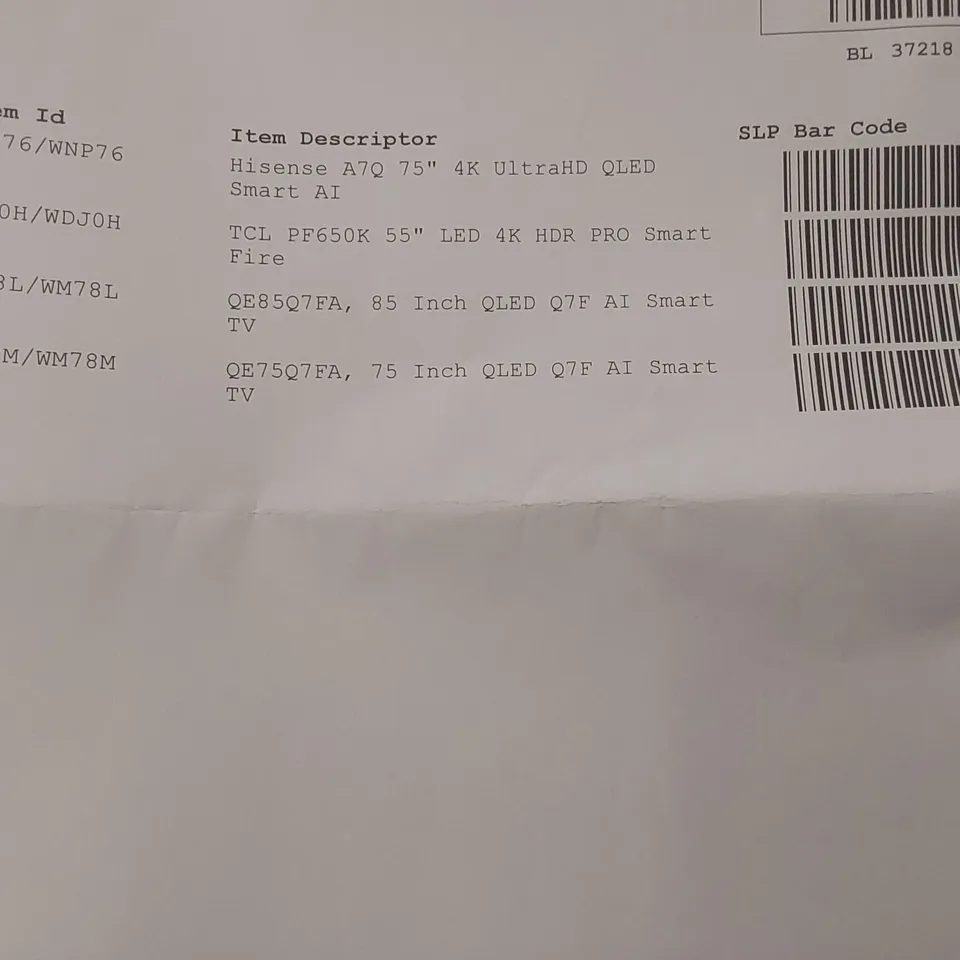 BL 37218
em Id
Item Descriptor
SLP Bar Code
76/WNP76
Hisense A7Q 75" 4K UltraHD QLED
Smart AI
0H/WDJ0H
TCL PF650K 55" LED 4K HDR PRO Smart
Fire
8L/WM78L
QE85Q7FA, 85 Inch QLED Q7F AI Smart
TV
M/WM78M
QE75Q7FA, 75 Inch QLED Q7F AI Smart
TV